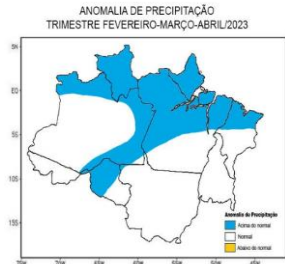 ANOMALIA DE PRECIPITAÇÃO
TRIMESTRE FEVEREIRO-MARÇO-ABRIL/2023
5N
EQ
5S
10S
15S
Anomalia de Precipitação
Acima do normal
Normal
Abaixo do normal